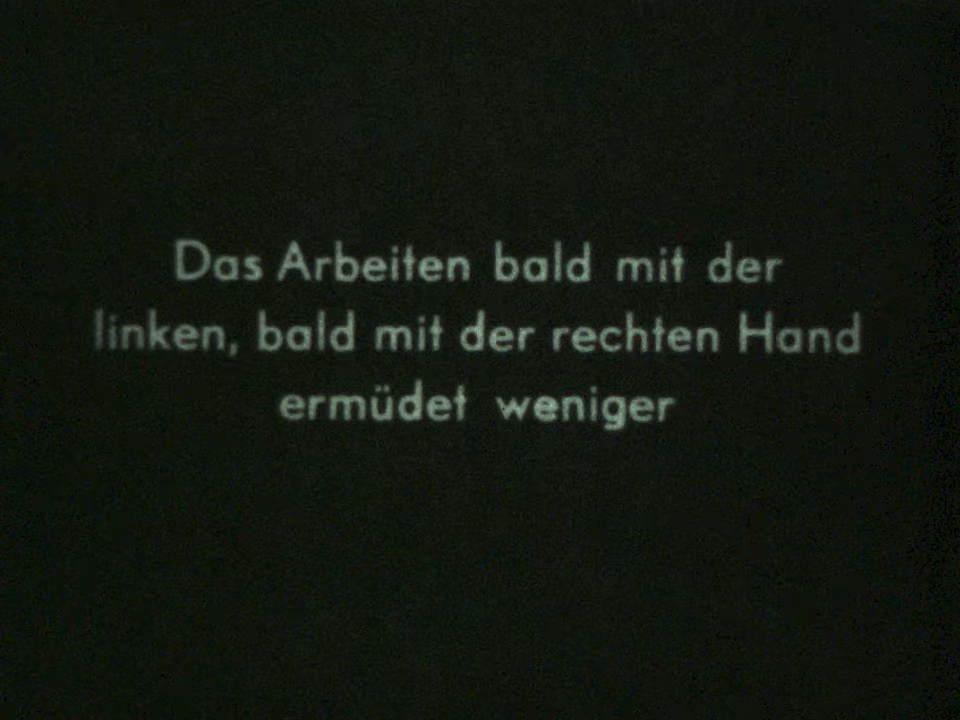 Das Arbeiten bald mit der
linken, bald mit der rechten Hand
ermüdet weniger